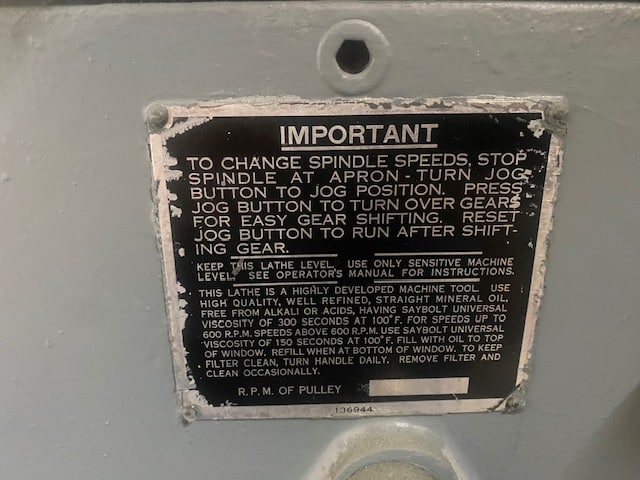 IMPORTANT
TO CHANGE SPINDLE SPEEDS, STOP
SPINDLE AT APRON - TURN JOG
BUTTON TO JOG POSITION. PRESS
JOG BUTTON TO TURN OVER GEARS
FOR EASY GEAR SHIFTING. RESET
JOG BUTTON TO RUN AFTER SHIFT-
ING GEAR.
KEEP THIS LATHE LEVEL. USE ONLY SENSITIVE MACHINE
LEVEL. SEE OPERATOR'S MANUAL FOR INSTRUCTIONS.
THIS LATHE IS A HIGHLY DEVELOPED MACHINE TOOL. USE
HIGH QUALITY, WELL REFINED, STRAIGHT MINERAL OIL,
FREE FROM ALKALI OR ACIDS, HAVING SAYBOLT UNIVERSAL
VISCOSITY OF 300 SECONDS AT 100°F. FOR SPEEDS UP TO
600 R.P.M. SPEEDS ABOVE 600 R.P.M. USE SAYBOLT UNIVERSAL
VISCOSITY OF 150 SECONDS AT 100°F. FILL WITH OIL TO TOP
OF WINDOW. REFILL WHEN AT BOTTOM OF WINDOW. TO KEEP
FILTER CLEAN, TURN HANDLE DAILY. REMOVE FILTER AND
CLEAN OCCASIONALLY.
R.P.M. OF PULLEY
136944